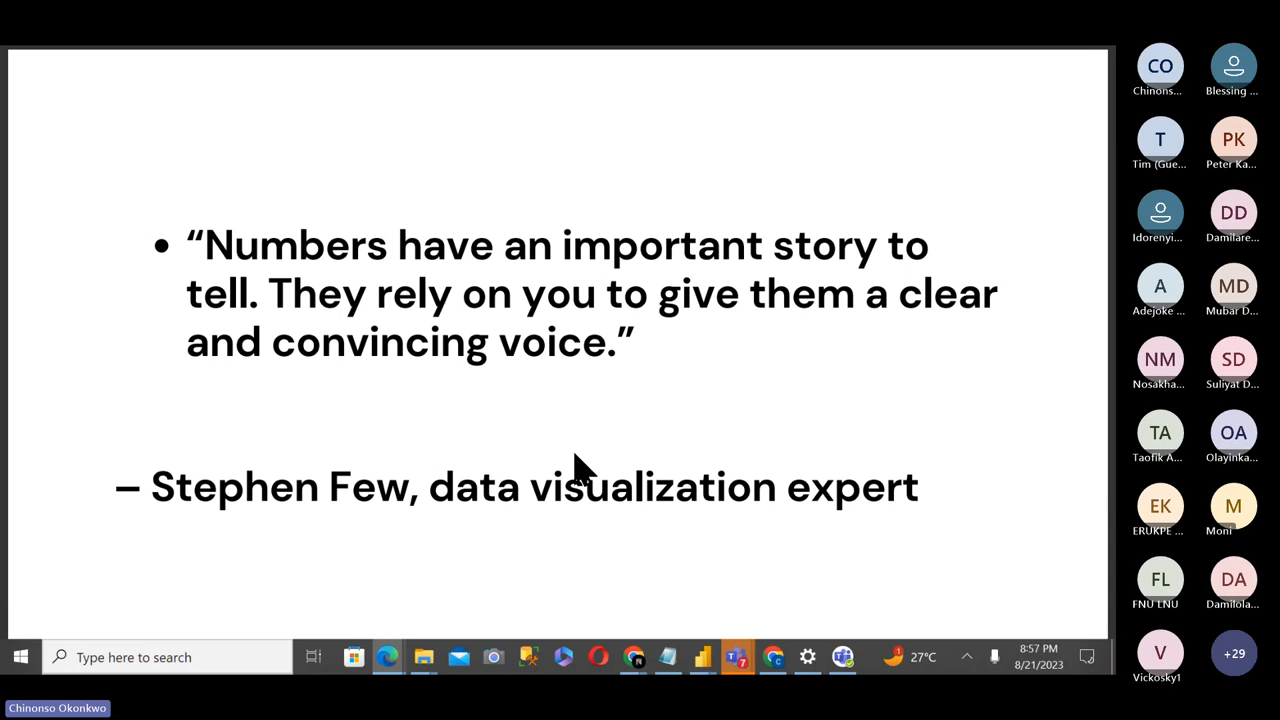 • “Numbers have an important story to
tell. They rely on you to give them a clear
and convincing voice.”
– Stephen Few, data visualization expert
CO
Chinons...
Blessing ...
T
Tim (Gue...
PK
Peter Ka...
Idorenyi...
DD
Damilare...
A
Adejoke ...
MD
Mubar D...
NM
Nosakha...
SD
Suliyat D...
TA
Taofik A...
OA
Olayinka...
EK
ERUKPE ...
M
Moni
FL
FNU LNU
DA
Damilola...
V
Vickosky1
+29
Type here to search
27°C
8:57 PM
8/21/2023
Chinonso Okonkwo